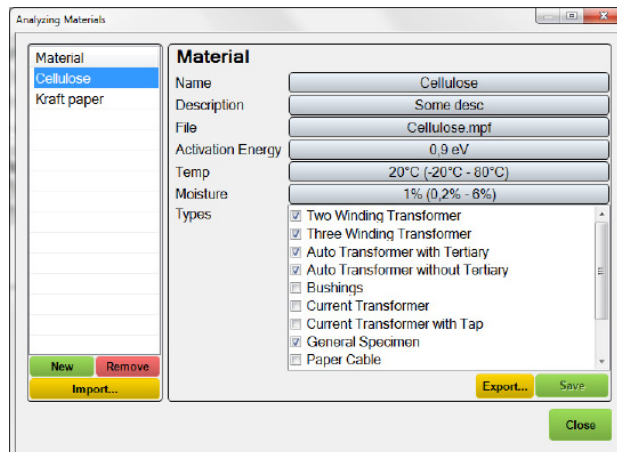 Analyzing Materials
Material
Cellulose
Kraft paper
New
Remove
Import...
Material
Name Cellulose
Description Some desc
File Cellulose.mpf
Activation Energy 0,9 eV
Temp 20°C (-20°C - 80°C)
Moisture 1% (0,2% - 6%)
Types
Two Winding Transformer
Three Winding Transformer
Auto Transformer with Tertiary
Auto Transformer without Tertiary
Bushings
Current Transformer
Current Transformer with Tap
General Specimen
Paper Cable
Export...
Save
Close